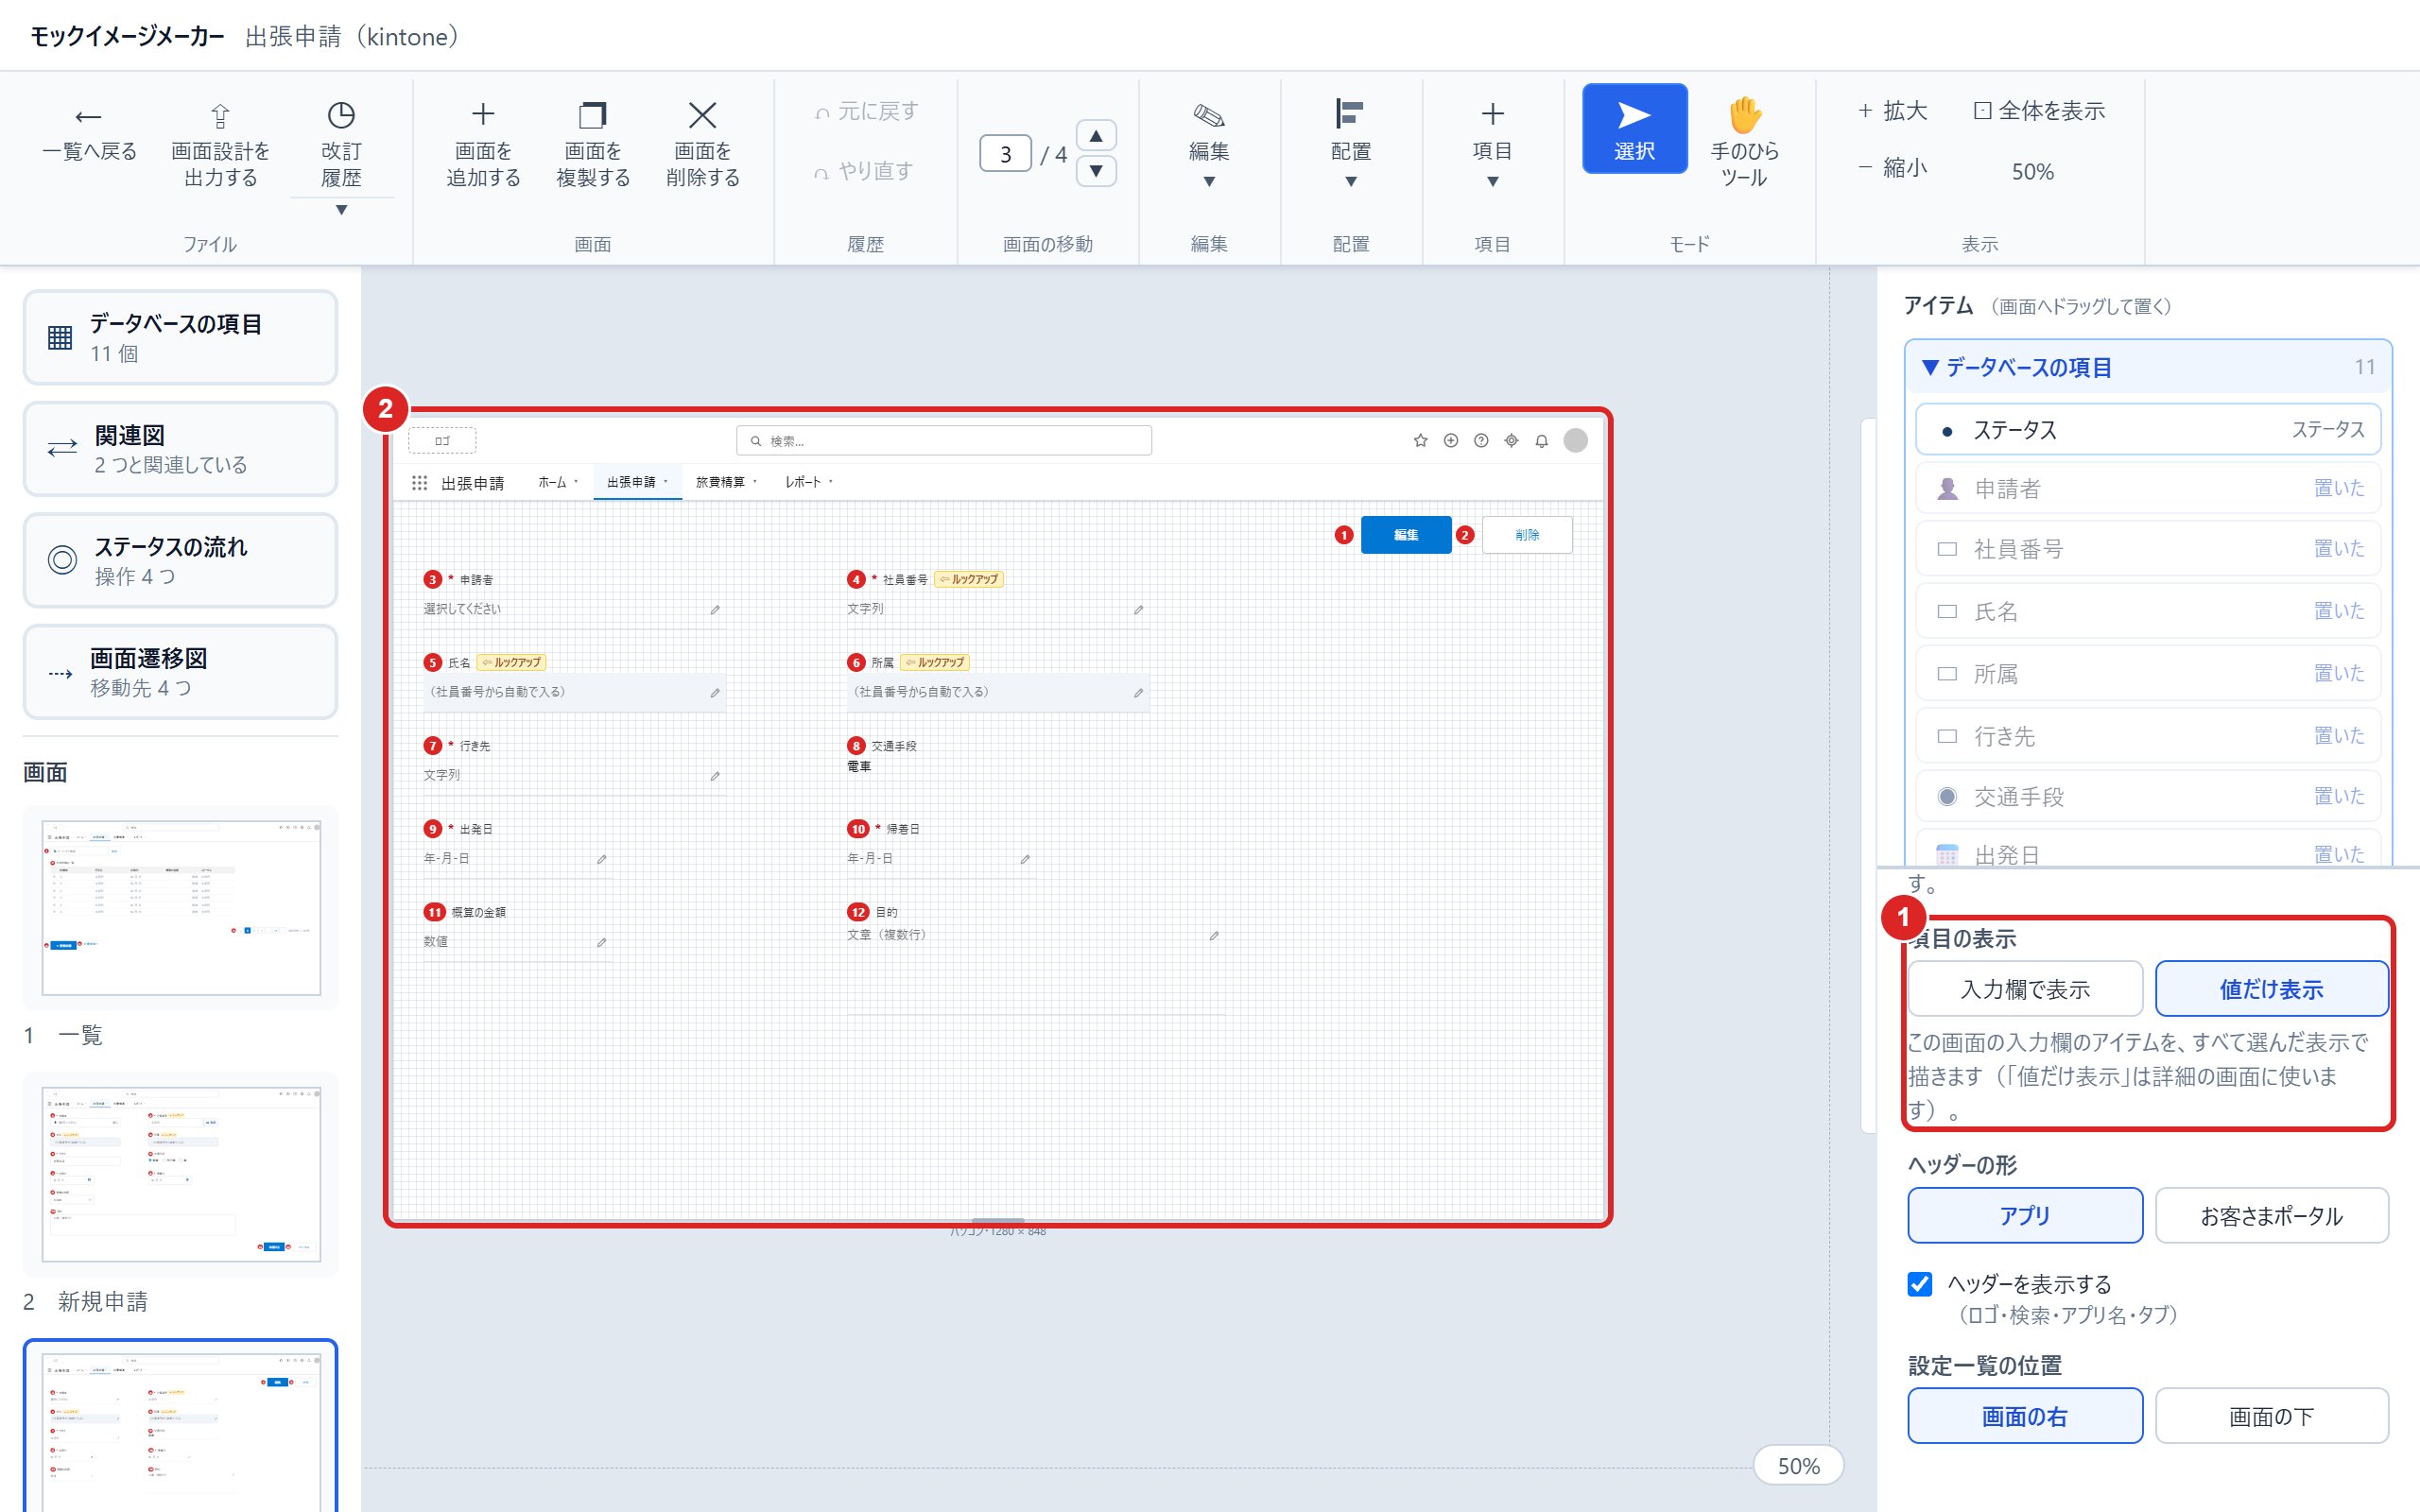 モックイメージメーカー 出張申請（kintone）
← 一覧へ戻る
画面設計を
出力する
改訂
履歴
▼
ファイル
画面を
追加する
画面を
複製する
画面を
削除する
画面
元に戻す
やり直す
履歴
3 / 4
▲
▼
画面の移動
編集
▼
編集
配置
▼
配置
項目
▼
項目
選択
手のひら
ツール
モード
+ 拡大
− 縮小
全体を表示
50%
表示
データベースの項目
11 個
関連図
2 つと関連している
ステータスの流れ
操作 4 つ
画面遷移図
移動先 4 つ
画面
1 一覧
2 新規申請
2
ロゴ
検索...
出張申請 ホーム 出張申請 旅費精算 レポート
1 編集 2 削除
3 * 申請者
選択してください
4 * 社員番号 ⇦ ルックアップ
文字列
5 氏名 ⇦ ルックアップ
（社員番号から自動で入る）
6 所属 ⇦ ルックアップ
（社員番号から自動で入る）
7 * 行き先
文字列
8 交通手段
電車
9 * 出発日
年-月-日
10 * 帰着日
年-月-日
11 概算の金額
数値
12 目的
文章（複数行）
パソコン・1280 × 848
50%
アイテム （画面へドラッグして置く）
▼ データベースの項目 11
ステータス ステータス
申請者 置いた
社員番号 置いた
氏名 置いた
所属 置いた
行き先 置いた
交通手段 置いた
出発日 置いた
す。
1
項目の表示
入力欄で表示 値だけ表示
この画面の入力欄のアイテムを、すべて選んだ表示で
描きます（「値だけ表示」は詳細の画面に使いま
す）。
ヘッダーの形
アプリ お客さまポータル
ヘッダーを表示する
（ロゴ・検索・アプリ名・タブ）
設定一覧の位置
画面の右 画面の下